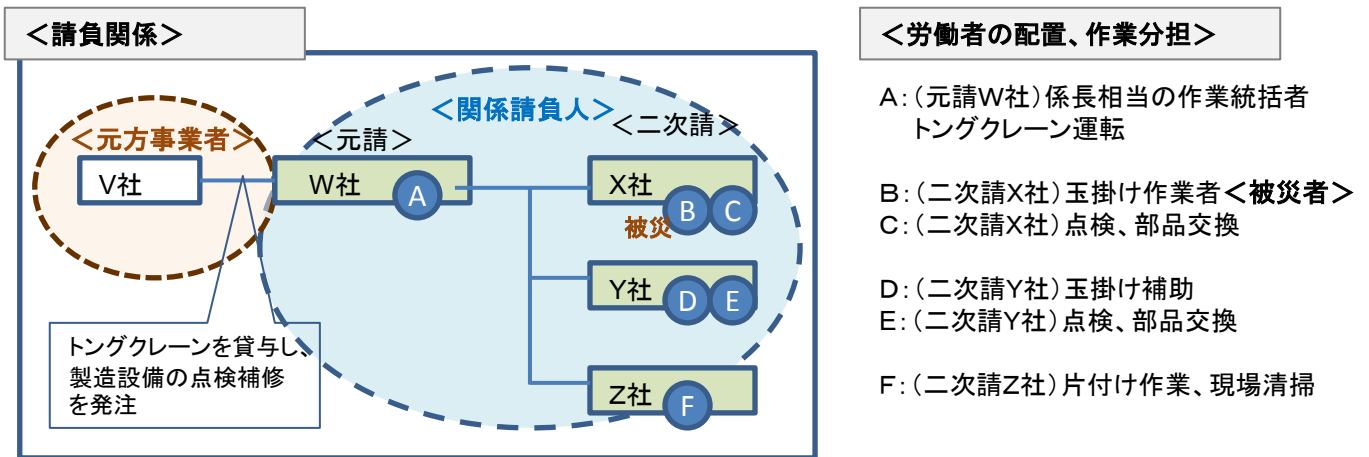 ＜請負関係＞
＜元方事業者＞
V社
トングクレーンを貸与し、
製造設備の点検補修
を発注
＜関係請負人＞
＜元請＞
W社
A
＜二次請＞
X社
B
C
被災
Y社
D
E
Z社
F
＜労働者の配置、作業分担＞
A：（元請W社）係長相当の作業統括者
トングクレーン運転
B：（二次請X社）玉掛け作業者＜被災者＞
C：（二次請X社）点検、部品交換
D：（二次請Y社）玉掛け補助
E：（二次請Y社）点検、部品交換
F：（二次請Z社）片付け作業、現場清掃